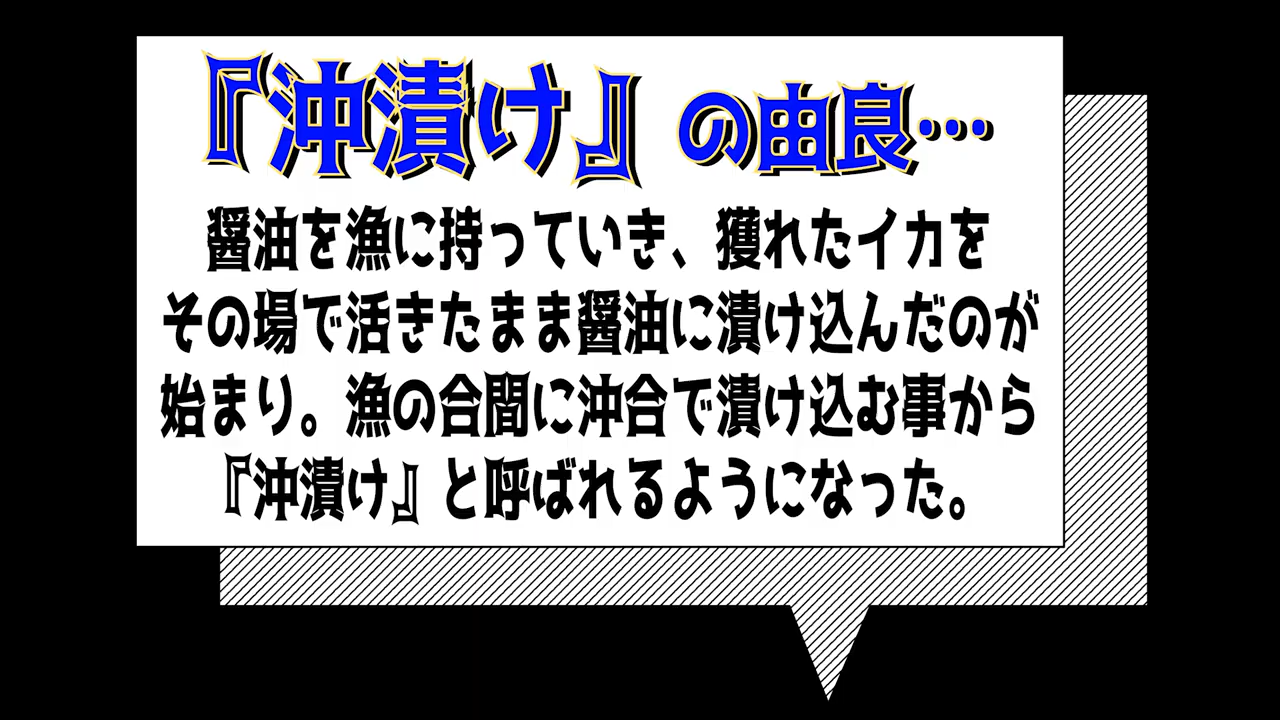 『沖漬け』の由良…
醤油を漁に持っていき、獲れたイカを
その場で活きたまま醤油に漬け込んだのが
始まり。漁の合間に沖合で漬け込む事から
『沖漬け』と呼ばれるようになった。